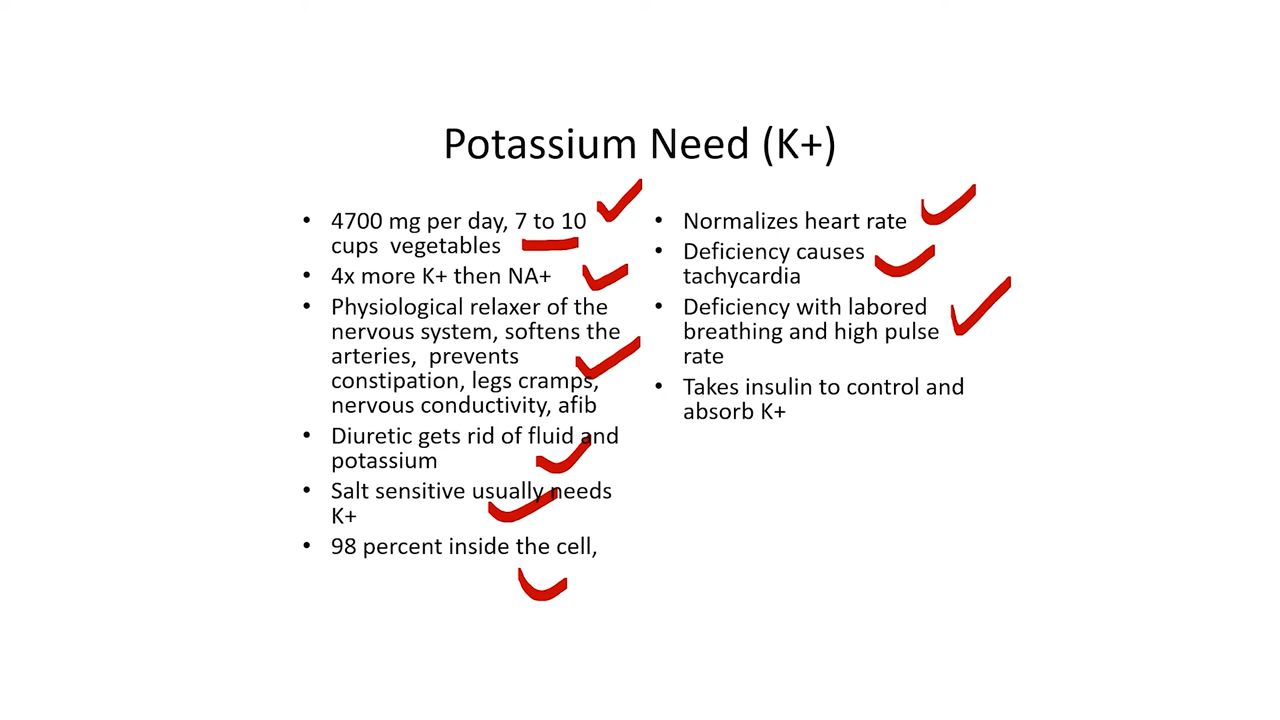 Potassium Need (K+)
• 4700 mg per day, 7 to 10
cups vegetables
• 4x more K+ then NA+
• Physiological relaxer of the
nervous system, softens the
arteries, prevents
constipation, legs cramps,
nervous conductivity, afib
• Diuretic gets rid of fluid and
potassium
• Salt sensitive usually needs
K+
• 98 percent inside the cell,
• Normalizes heart rate
• Deficiency causes
tachycardia
• Deficiency with labored
breathing and high pulse
rate
• Takes insulin to control and
absorb K+